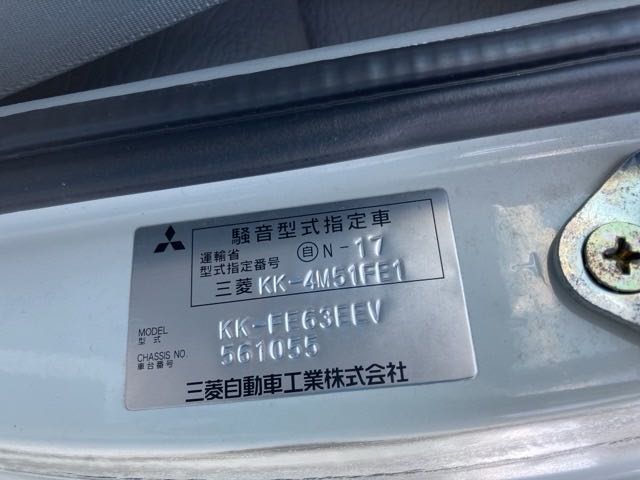 騒音型式指定車
運輸省
型式指定番号 自N-17
三菱 KK-4M51FE1
MODEL
型式 KK-FE63EEV
CHASSIS NO.
車台番号 561055
三菱自動車工業株式会社